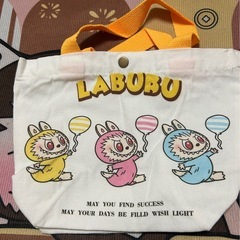 LABUBU
MAY YOU FIND SUCCESS
MAY YOUR DAYS BE FILLD WISH LIGHT